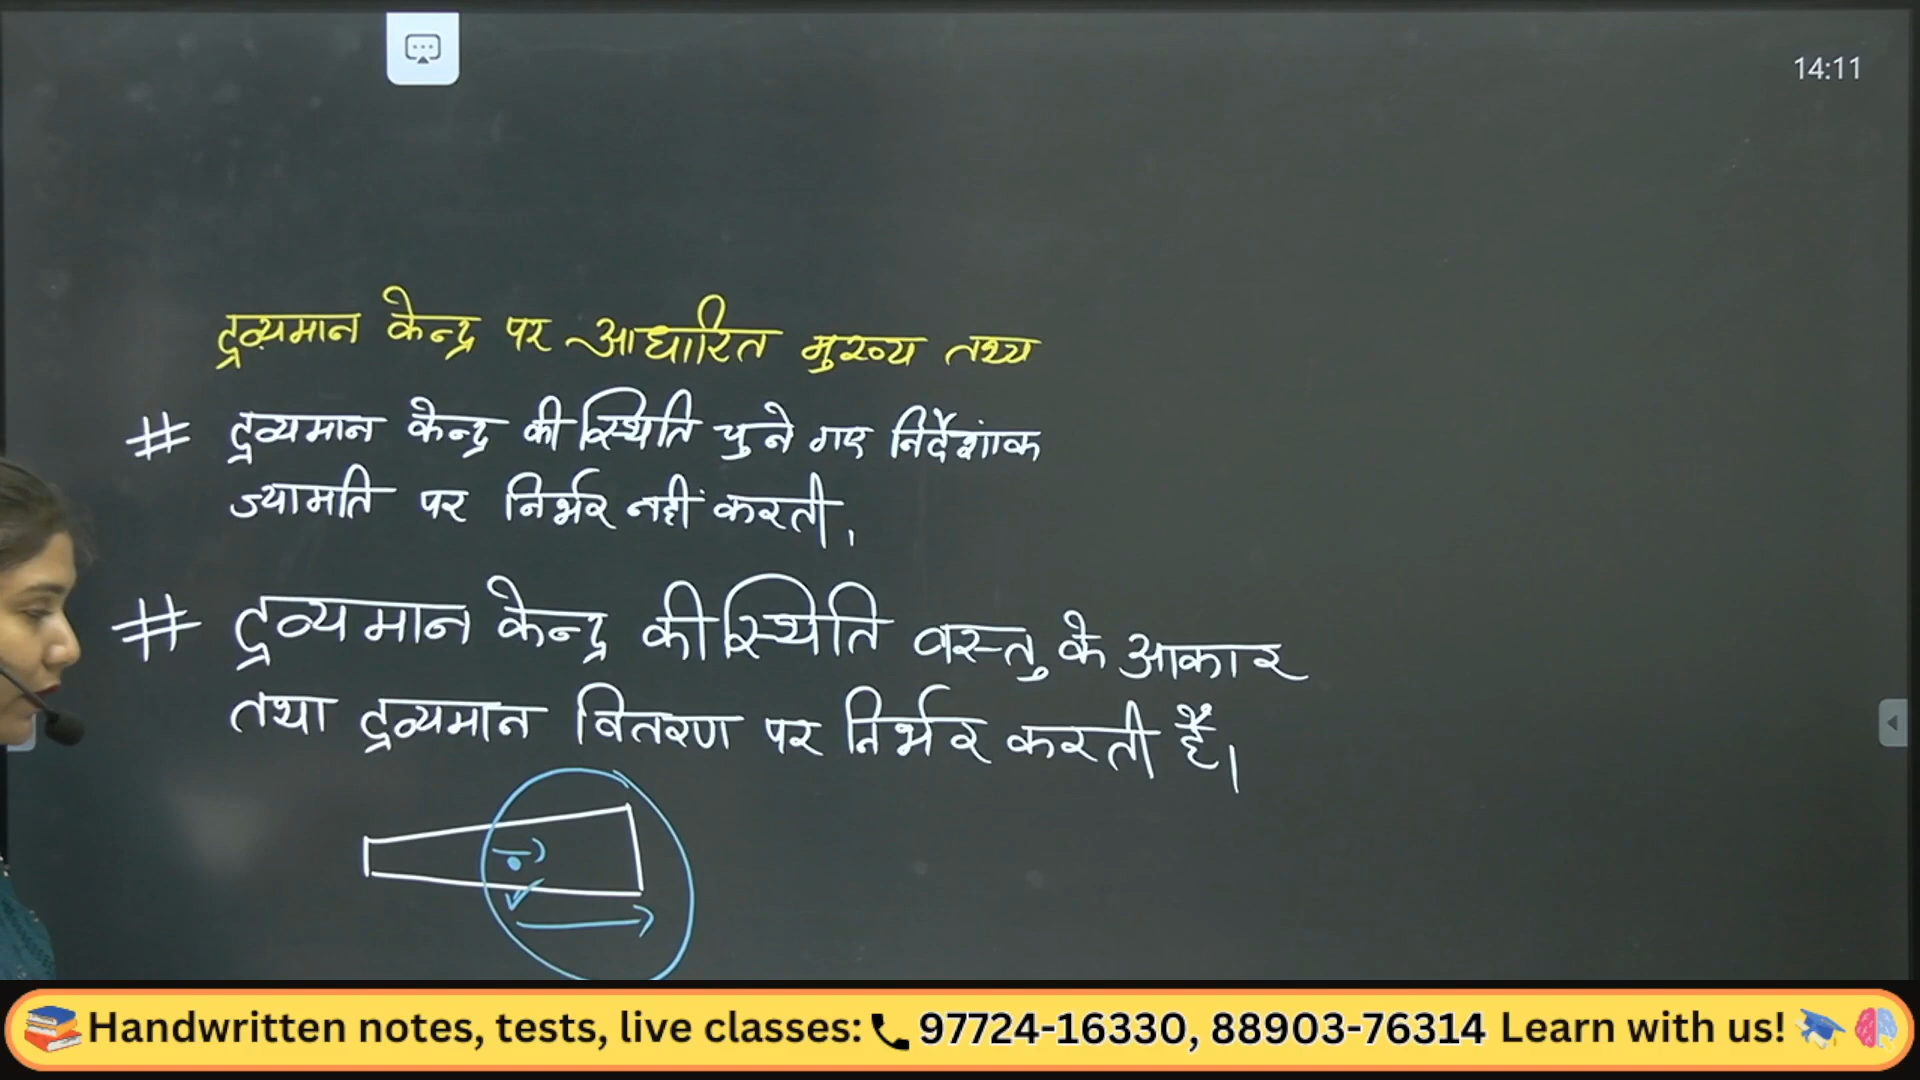 14:11
द्रव्यमान केन्द्र पर आधारित मुख्य तथ्य
# द्रव्यमान केन्द्र की स्थिति चुने गए निर्देशांक
ज्यामति पर निर्भर नहीं करती।
# द्रव्यमान केन्द्र की स्थिति वस्तु के आकार
तथा द्रव्यमान वितरण पर निर्भर करती है।
Handwritten notes, tests, live classes: 97724-16330, 88903-76314 Learn with us!